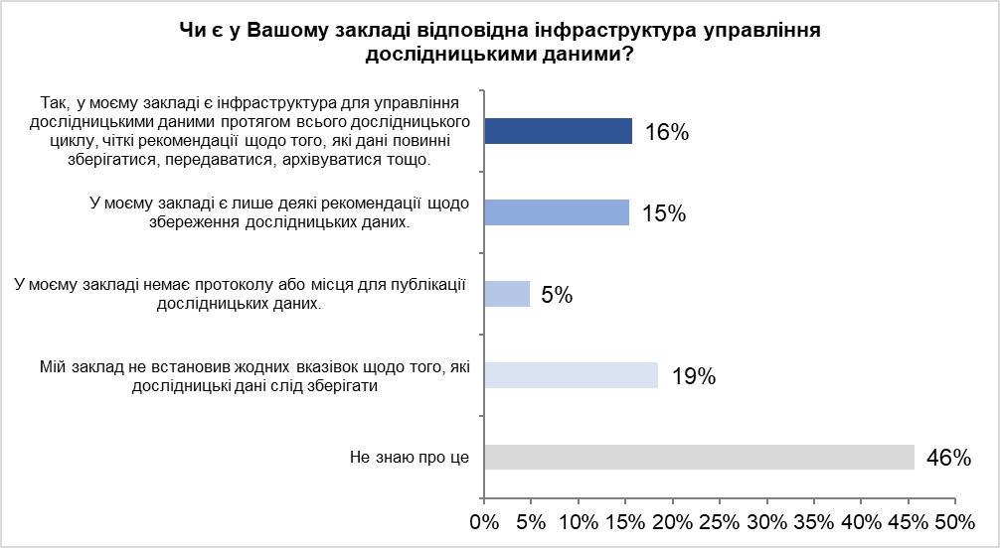 Чи є у Вашому закладі відповідна інфраструктура управління
дослідницькими даними?
Так, у моєму закладі є інфраструктура для управління
дослідницькими даними протягом всього дослідницького
циклу, чіткі рекомендації щодо того, які дані повинні
зберігатися, передаватися, архівуватися тощо.
16%
У моєму закладі є лише деякі рекомендації щодо
збереження дослідницьких даних.
15%
У моєму закладі немає протоколу або місця для публікації
дослідницьких даних.
5%
Мій заклад не встановив жодних вказівок щодо того, які
дослідницькі дані слід зберігати
19%
Не знаю про це
46%
0% 5% 10% 15% 20% 25% 30% 35% 40% 45% 50%